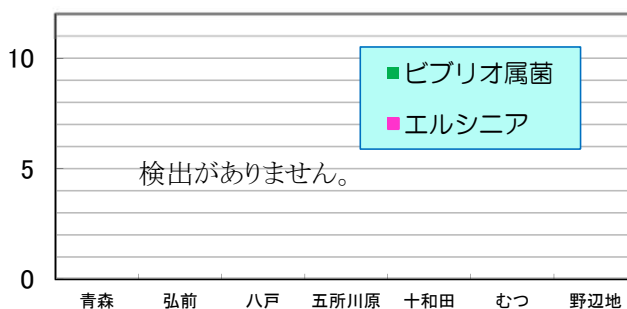 10
ビブリオ属菌
エルシニア
5
検出がありません。
0
青森 弘前 八戸 五所川原 十和田 むつ 野辺地